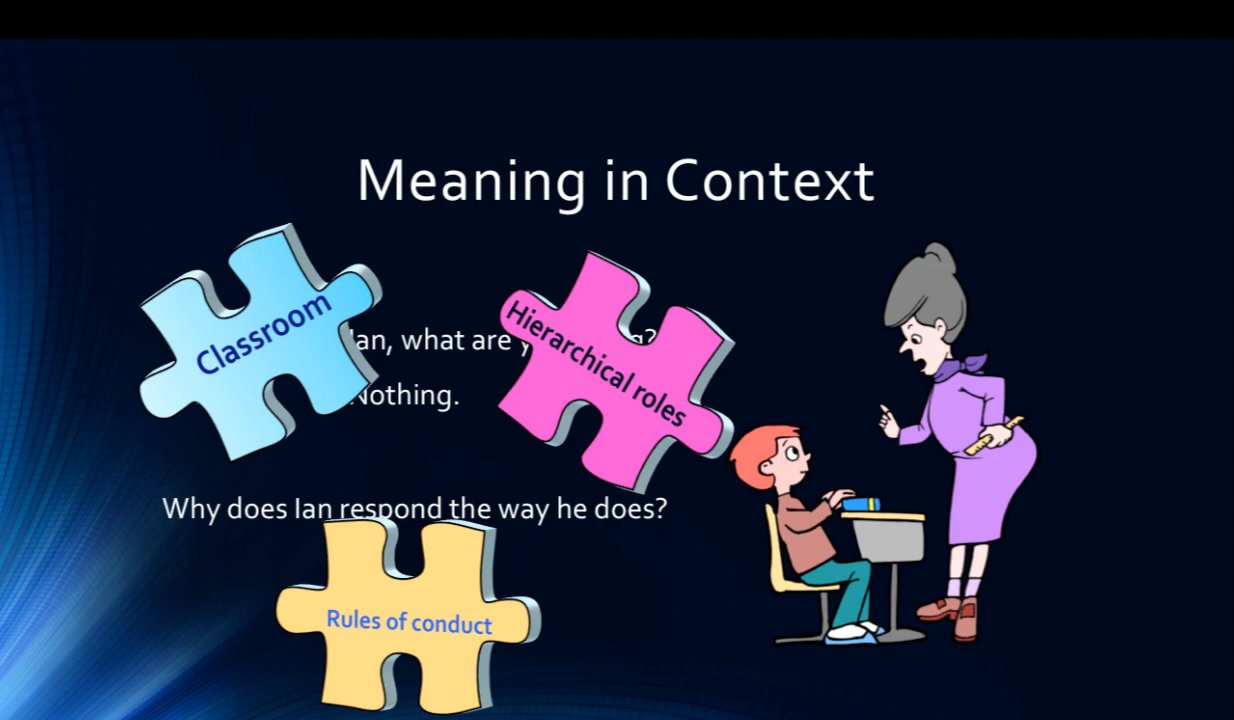 Meaning in Context
Classroom
Hierarchical roles
Ian, what are
Nothing.
Why does Ian respond the way he does?
Rules of conduct